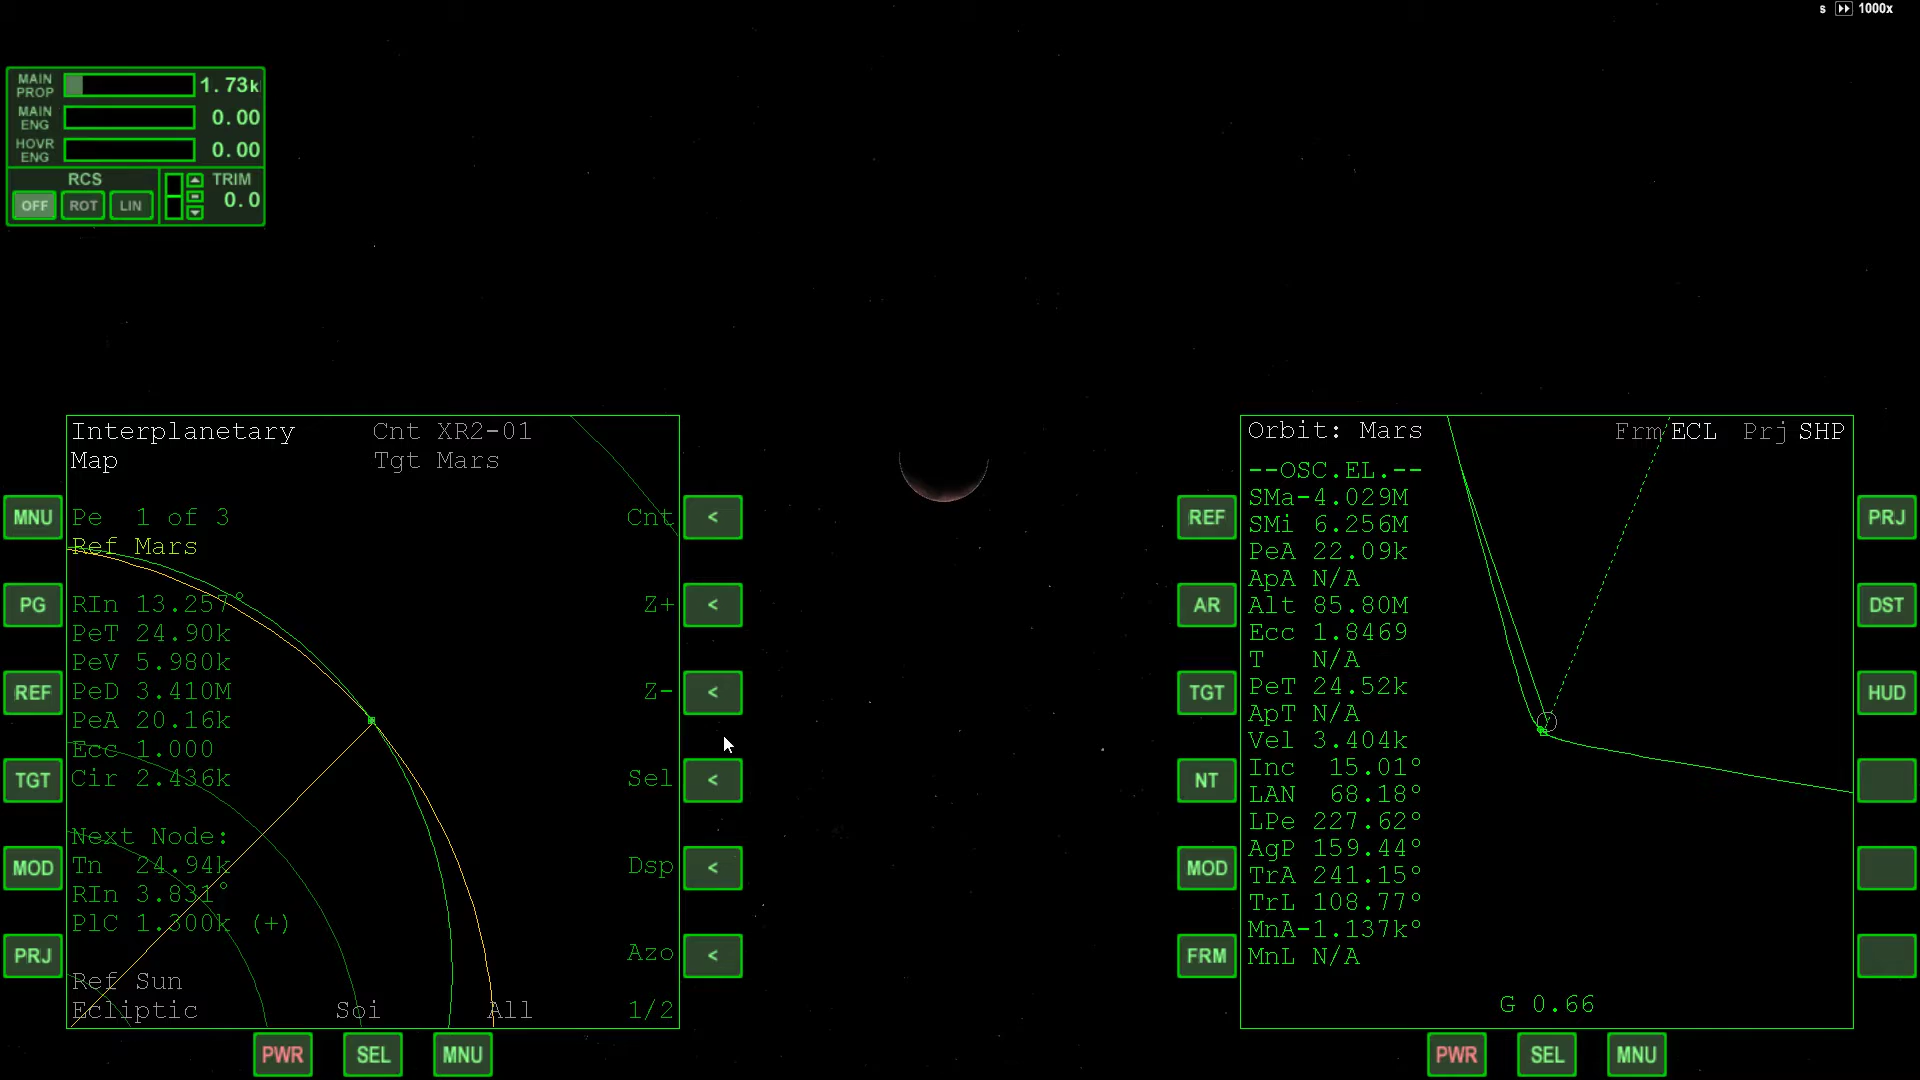 s 1000x
MAIN PROP 1.73k
MAIN ENG 0.00
HOVR ENG 0.00
RCS TRIM
OFF ROT LIN 0.0
Interplanetary Cnt XR2-01
Map Tgt Mars
MNU Pe 1 of 3 Cnt <
Ref Mars
PG RIn 13.257° Z+ <
PeT 24.90k
PeV 5.980k
REF PeD 3.410M Z- <
PeA 20.16k
Ecc 1.000
TGT Cir 2.436k Sel <
Next Node:
MOD Tn 24.94k Dsp <
RIn 3.831°
PlC 1.300k (+)
PRJ Azo <
Ref Sun
Ecliptic Soi All 1/2
PWR SEL MNU
Orbit: Mars Frm ECL Prj SHP
--OSC.EL.--
SMa-4.029M
REF SMi 6.256M PRJ
PeA 22.09k
ApA N/A
AR Alt 85.80M DST
Ecc 1.8469
T N/A
TGT PeT 24.52k HUD
ApT N/A
Vel 3.404k
NT Inc 15.01°
LAN 68.18°
LPe 227.62°
AgP 159.44°
MOD TrA 241.15°
TrL 108.77°
MnA-1.137k°
FRM MnL N/A
G 0.66
PWR SEL MNU